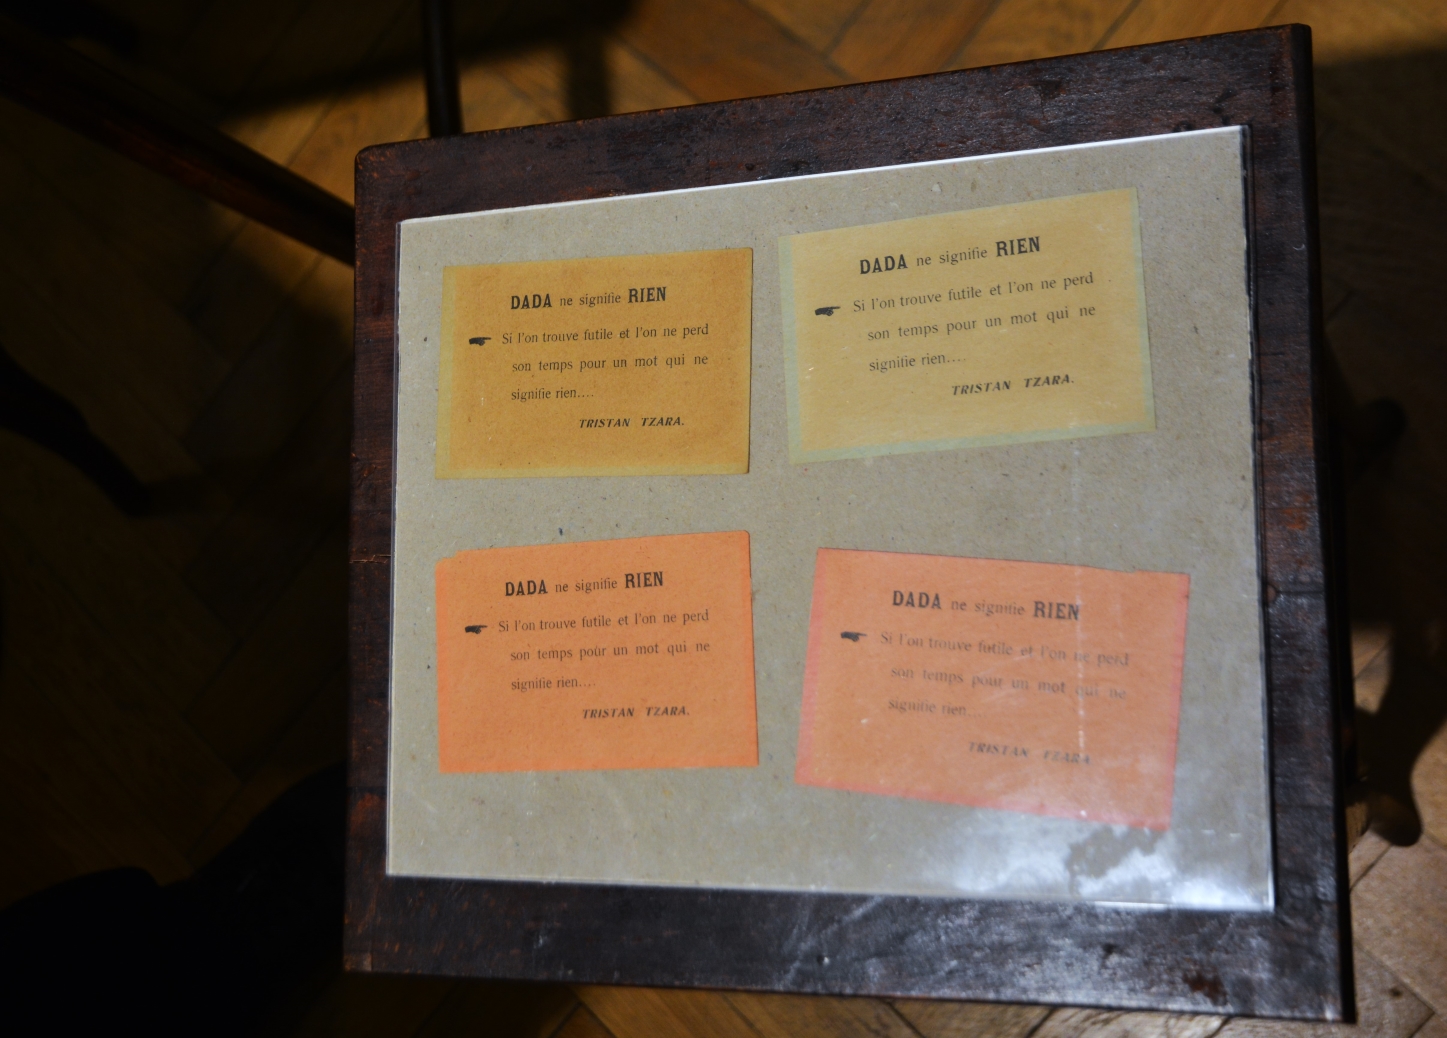 DADA ne signifie RIEN
Si l'on trouve futile et l'on ne perd
son temps pour un mot qui ne
signifie rien....
TRISTAN TZARA.
DADA ne signifie RIEN
Si l'on trouve futile et l'on ne perd
son temps pour un mot qui ne
signifie rien....
TRISTAN TZARA.
DADA ne signifie RIEN
Si l'on trouve futile et l'on ne perd
son temps pour un mot qui ne
signifie rien....
TRISTAN TZARA.
DADA ne signifie RIEN
Si l'on trouve futile et l'on ne perd
son temps pour un mot qui ne
signifie rien....
TRISTAN TZARA